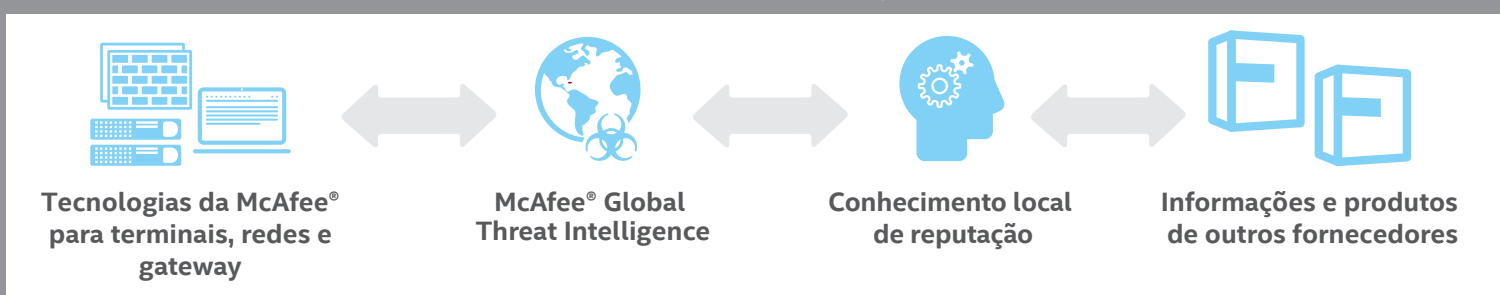 Tecnologias da McAfee®
para terminais, redes e
gateway
McAfee® Global
Threat Intelligence
Conhecimento local
de reputação
Informações e produtos
de outros fornecedores